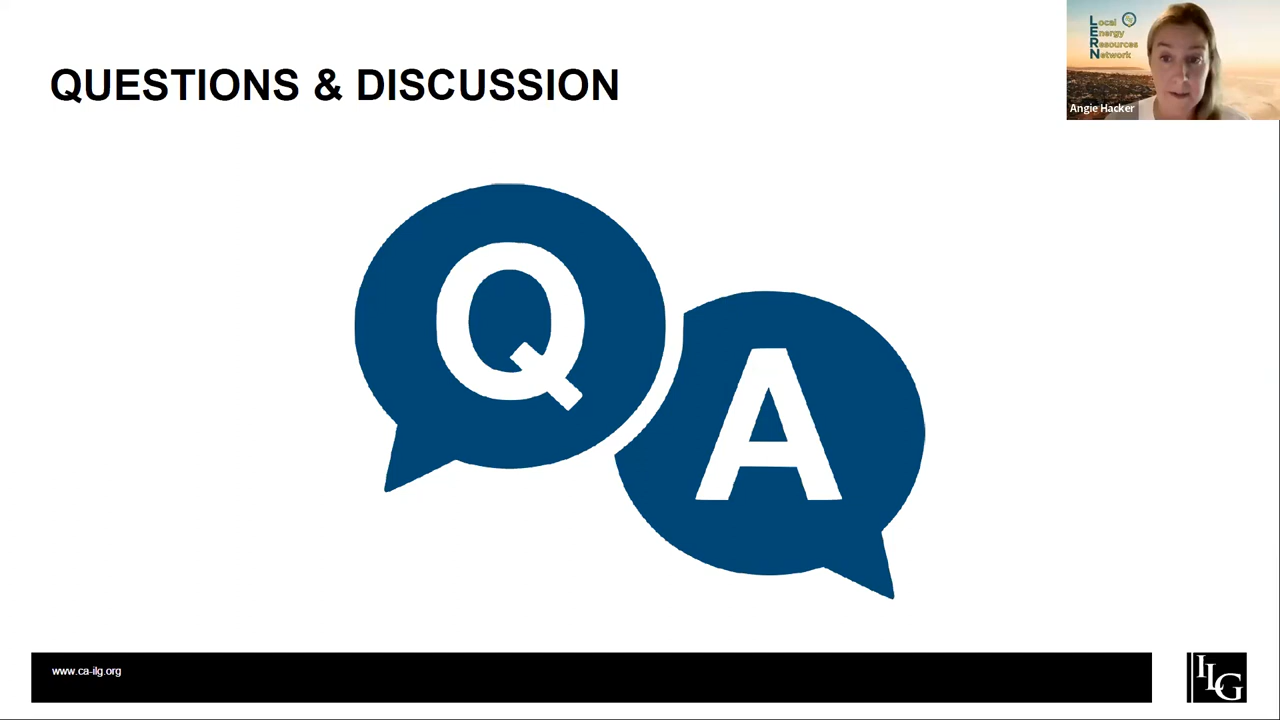 QUESTIONS & DISCUSSION
Local
Energy
Resources
Network
Angie Hacker
Q
A
www.ca-ilg.org
ILG